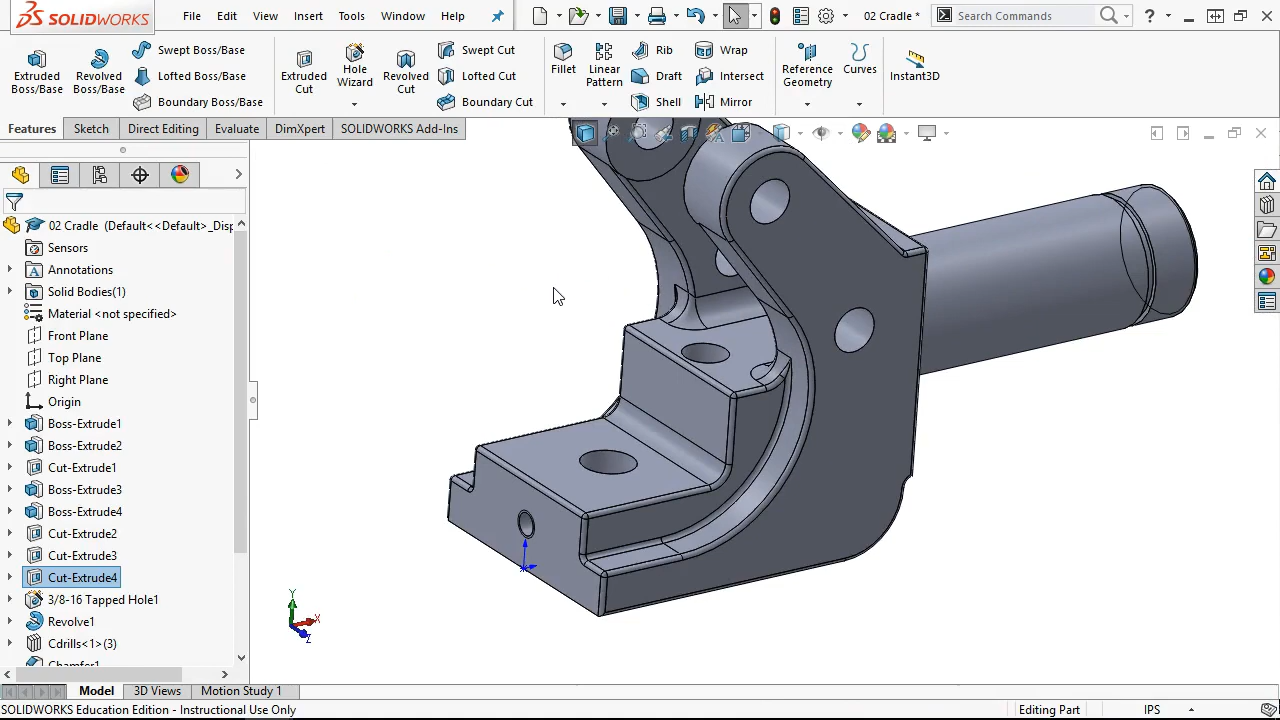 SOLIDWORKS File Edit View Insert Tools Window Help 02 Cradle * Search Commands ?
Extruded Boss/Base
Revolved Boss/Base
Swept Boss/Base
Lofted Boss/Base
Boundary Boss/Base
Extruded Cut
Hole Wizard
Revolved Cut
Swept Cut
Lofted Cut
Boundary Cut
Fillet
Linear Pattern
Rib
Draft
Shell
Wrap
Intersect
Mirror
Reference Geometry
Curves
Instant3D
Features Sketch Direct Editing Evaluate DimXpert SOLIDWORKS Add-Ins
02 Cradle (Default<<Default>_Disp
Sensors
Annotations
Solid Bodies(1)
Material <not specified>
Front Plane
Top Plane
Right Plane
Origin
Boss-Extrude1
Boss-Extrude2
Cut-Extrude1
Boss-Extrude3
Boss-Extrude4
Cut-Extrude2
Cut-Extrude3
Cut-Extrude4
3/8-16 Tapped Hole1
Revolve1
Cdrills<1>(3)
Chamfer1
Y
X
Z
Model 3D Views Motion Study 1
SOLIDWORKS Education Edition - Instructional Use Only Editing Part IPS